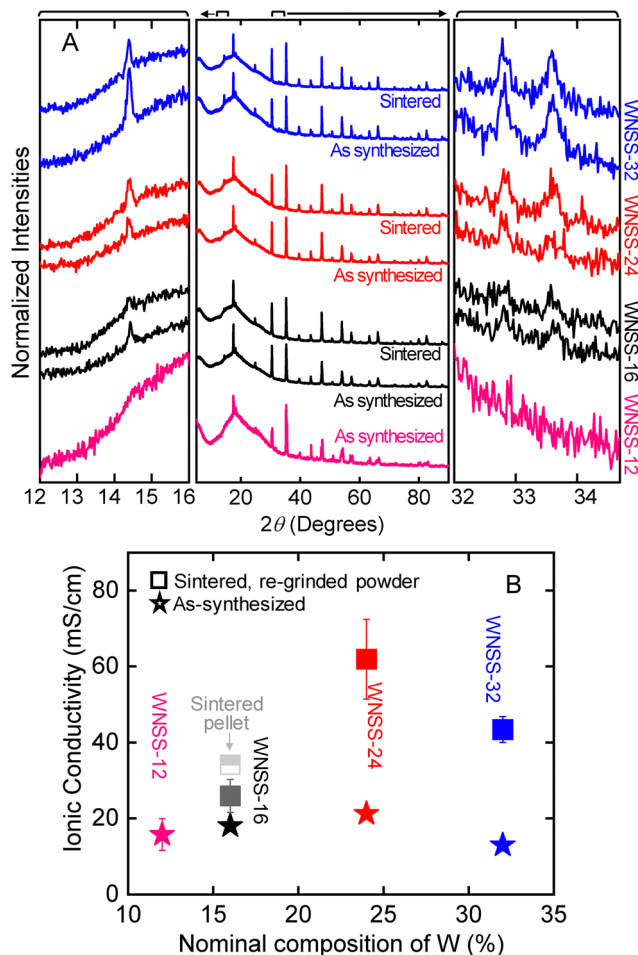 A
Normalized Intensities
Sintered
As synthesized
Sintered
As synthesized
Sintered
As synthesized
As synthesized
WNSS-32
WNSS-24
WNSS-16
WNSS-12
12 13 14 15 16
20 40 60 80
32 33 34
2θ (Degrees)
B
Ionic Conductivity (mS/cm)
80
60
40
20
0
Sintered, re-grinded powder
As-synthesized
WNSS-12
Sintered
pellet
WNSS-16
WNSS-24
WNSS-32
10 15 20 25 30 35
Nominal composition of W (%)